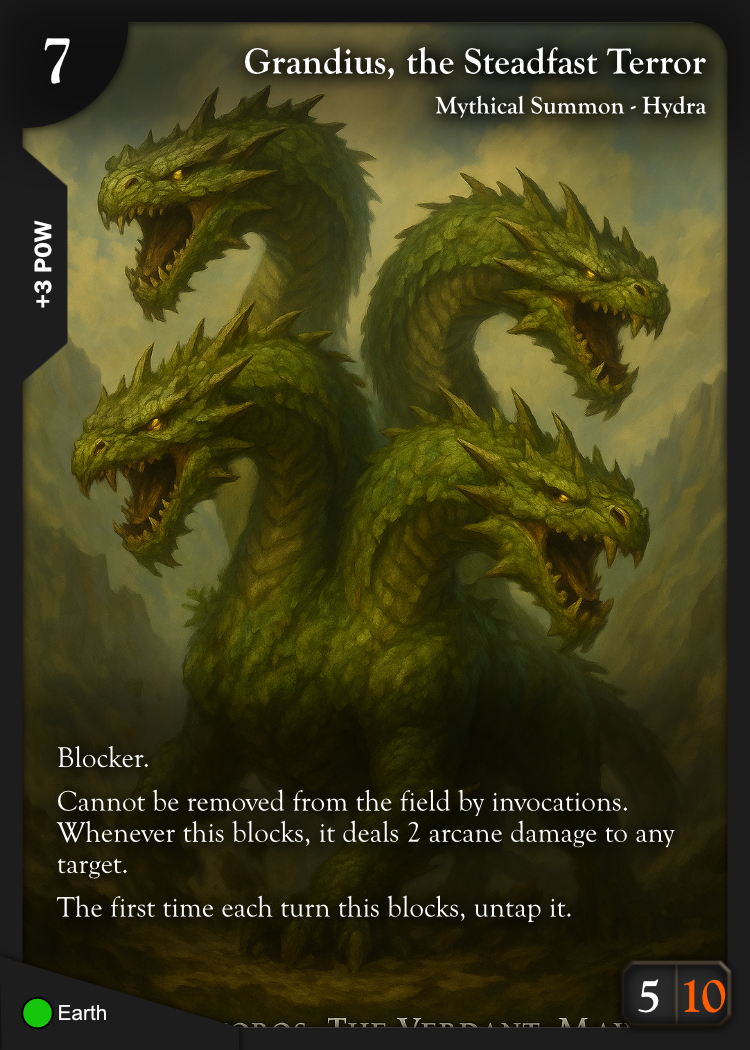 7
Grandius, the Steadfast Terror
Mythical Summon - Hydra
+3 POW
Blocker.
Cannot be removed from the field by invocations.
Whenever this blocks, it deals 2 arcane damage to any
target.
The first time each turn this blocks, untap it.
5 10
Earth
The Verdant